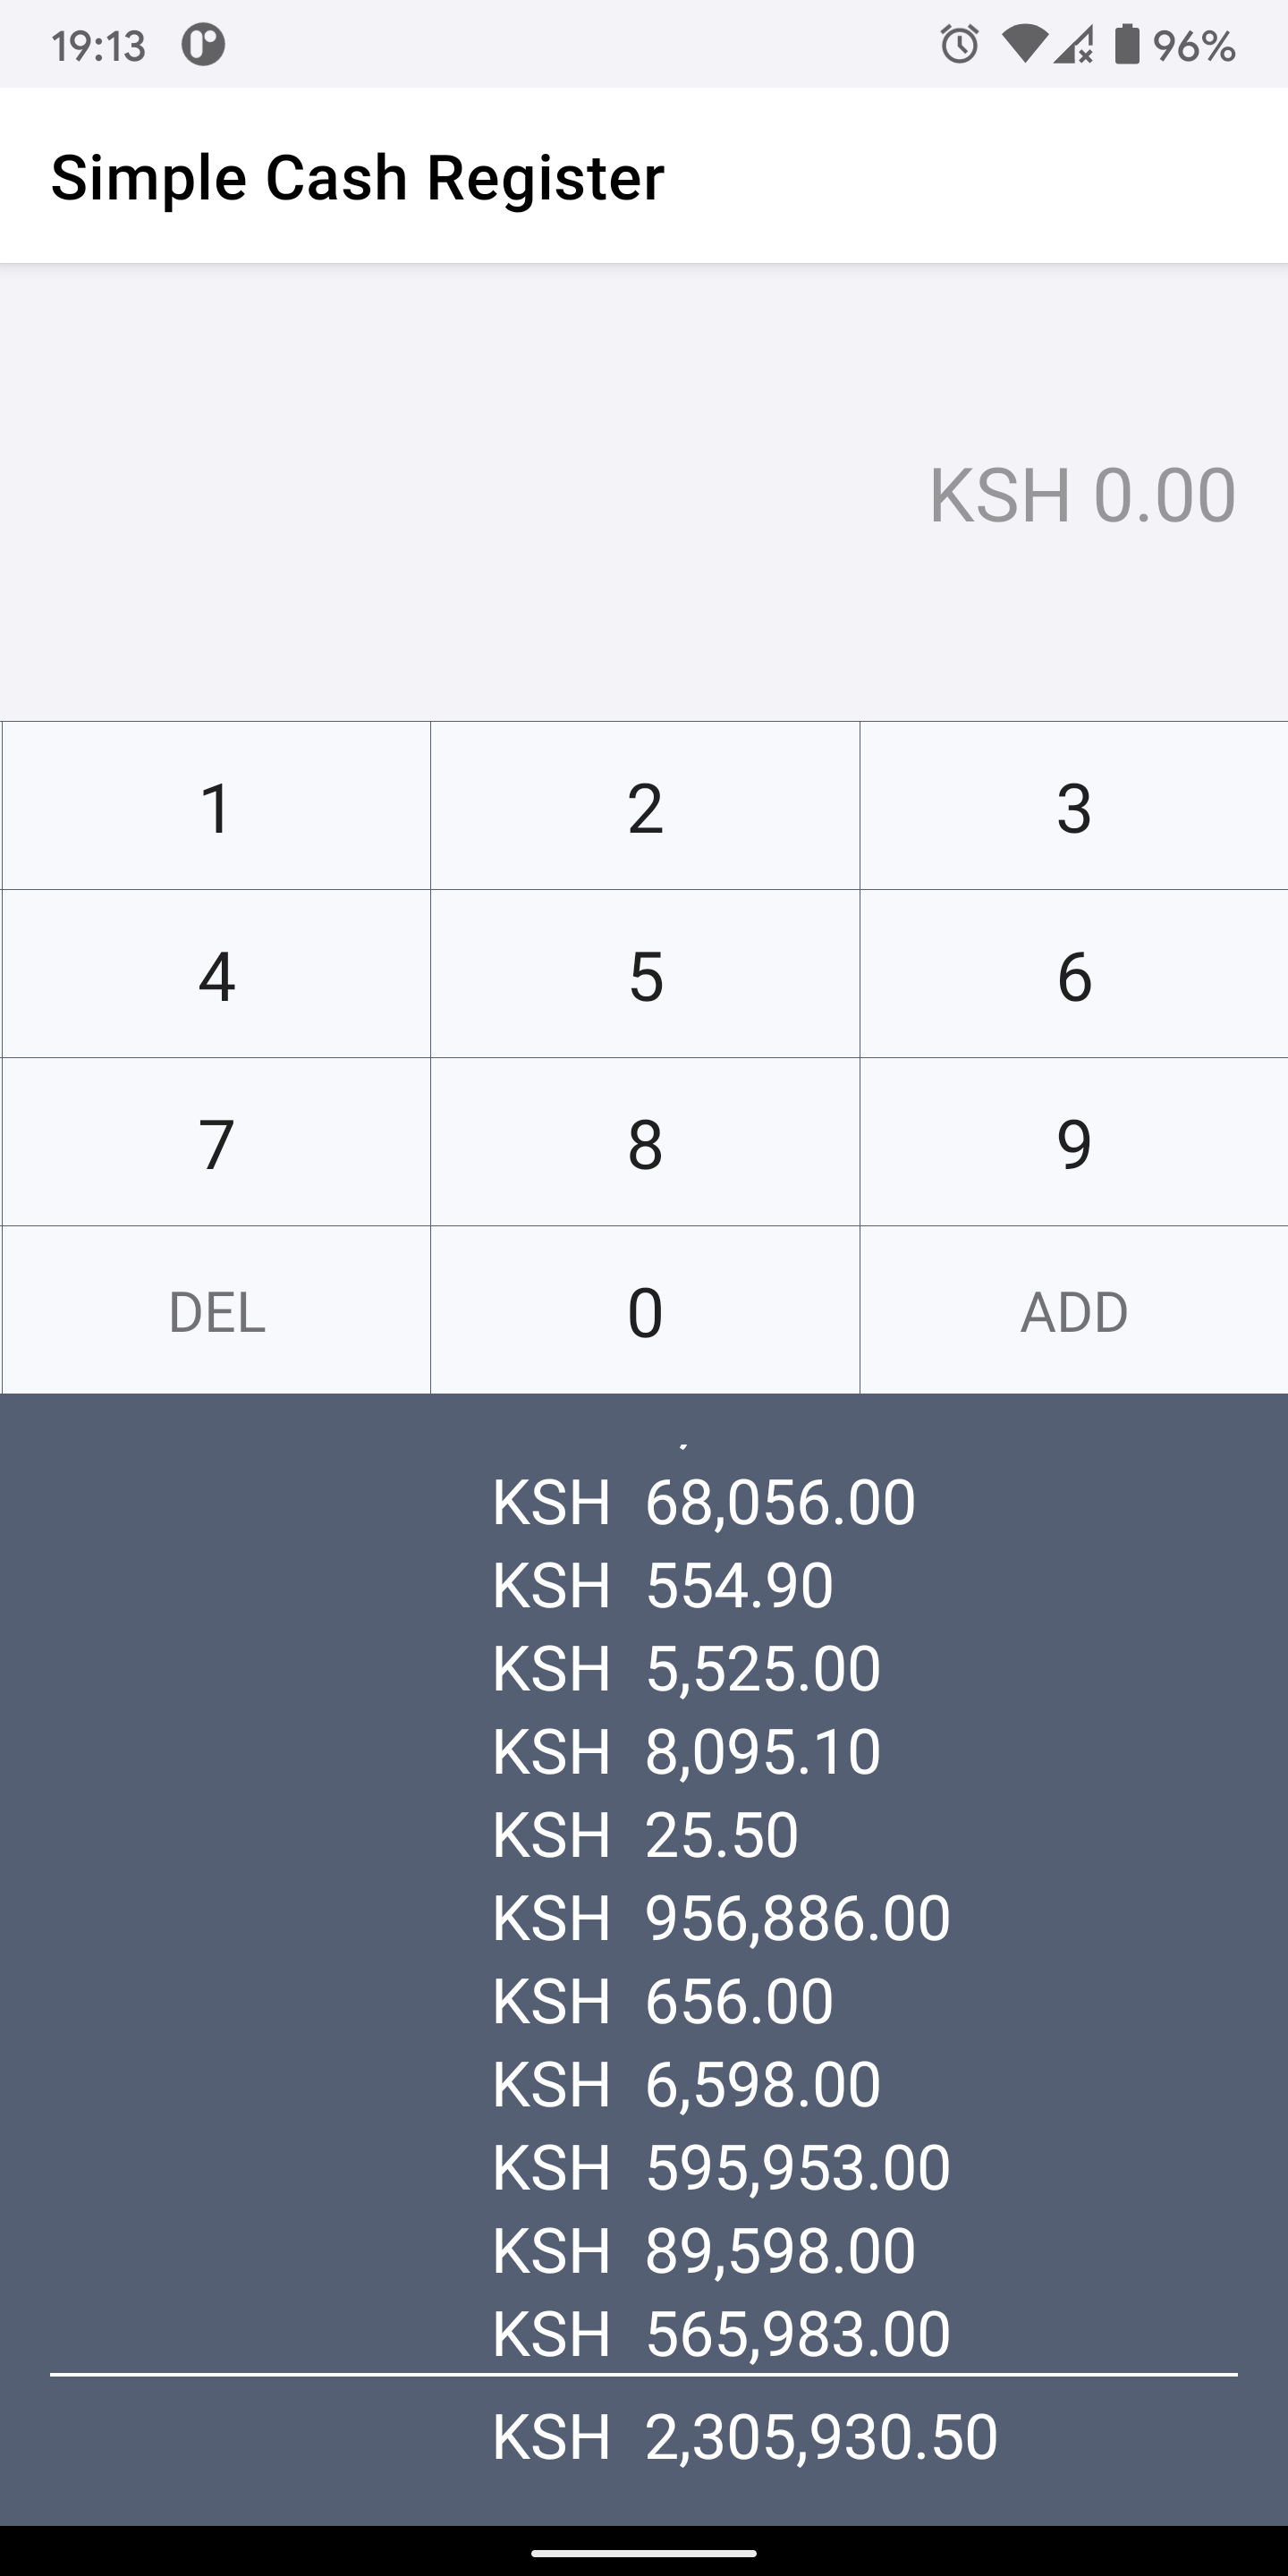 19:13
96%
Simple Cash Register
KSH 0.00
1 2 3
4 5 6
7 8 9
DEL 0 ADD
KSH 68,056.00
KSH 554.90
KSH 5,525.00
KSH 8,095.10
KSH 25.50
KSH 956,886.00
KSH 656.00
KSH 6,598.00
KSH 595,953.00
KSH 89,598.00
KSH 565,983.00
KSH 2,305,930.50